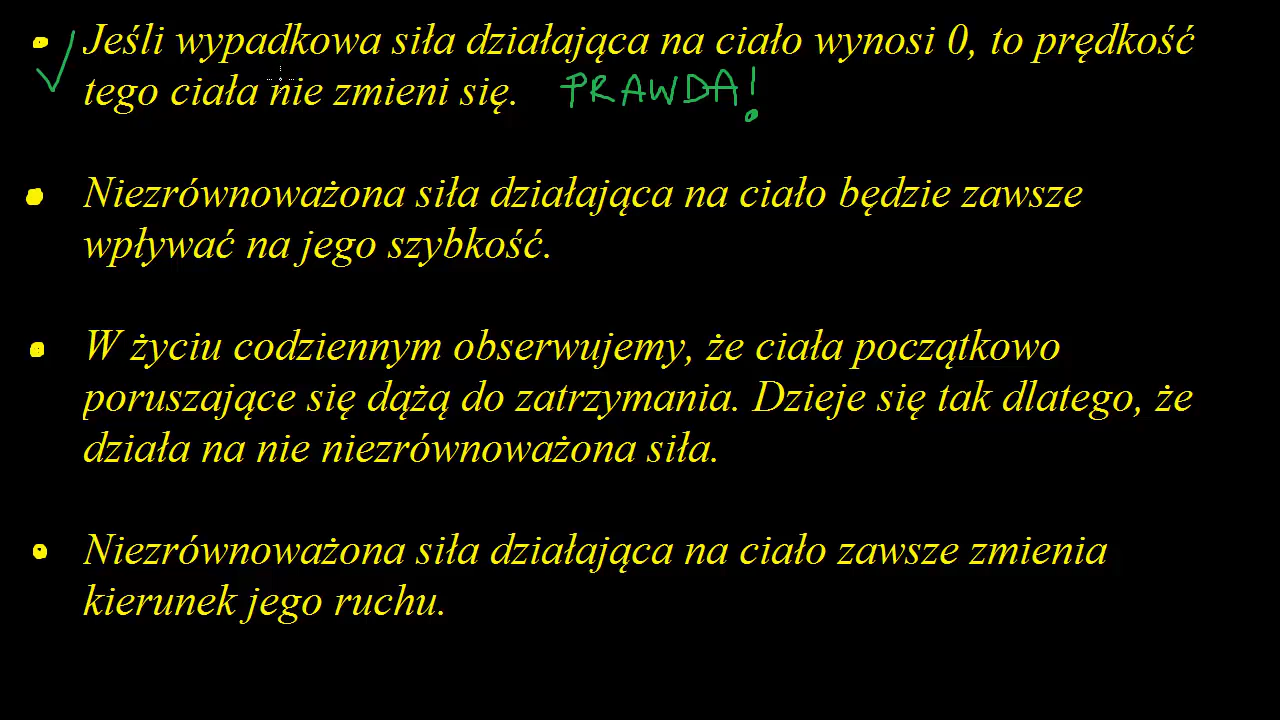 • Jeśli wypadkowa siła działająca na ciało wynosi 0, to prędkość
tego ciała nie zmieni się. PRAWDA!
• Niezrównoważona siła działająca na ciało będzie zawsze
wpływać na jego szybkość.
• W życiu codziennym obserwujemy, że ciała początkowo
poruszające się dążą do zatrzymania. Dzieje się tak dlatego, że
działa na nie niezrównoważona siła.
• Niezrównoważona siła działająca na ciało zawsze zmienia
kierunek jego ruchu.